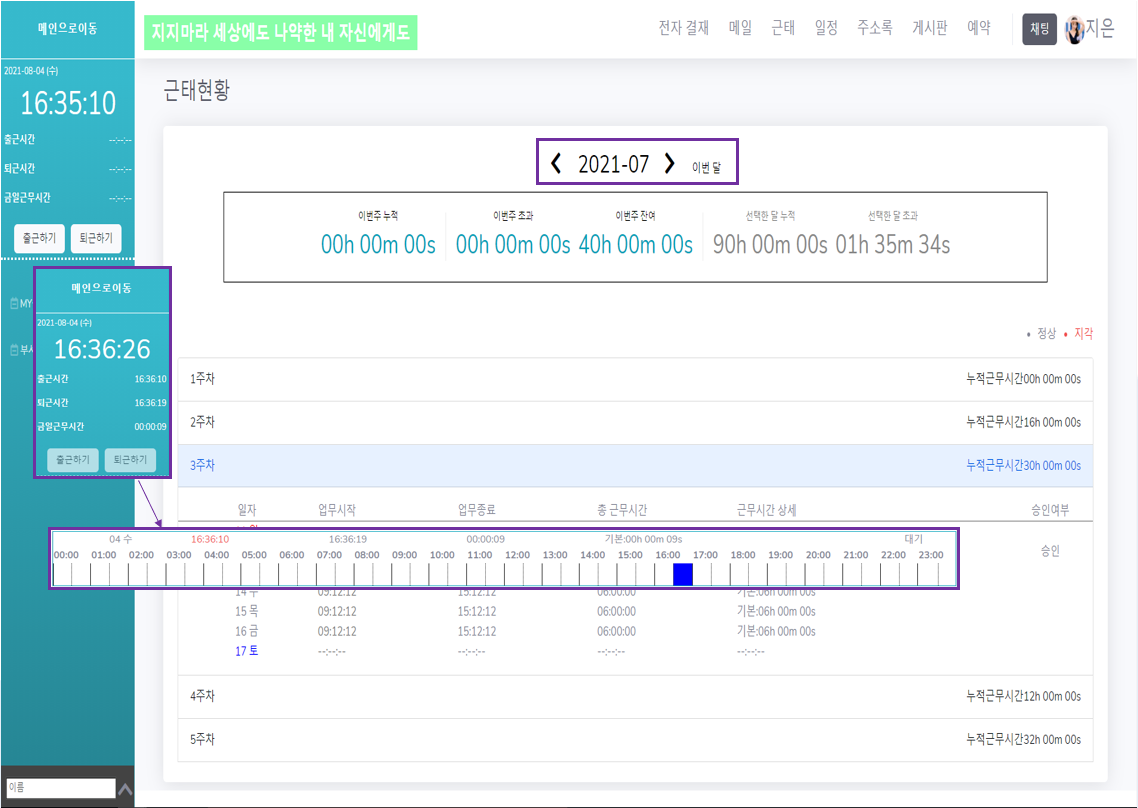 메인으로이동
지지마라 세상에도 나약한 내 자신에게도
전자 결재 메일 근태 일정 주소록 게시판 예약 채팅 지은
2021-08-04 (수)
16:35:10
출근시간 --:--:--
퇴근시간 --:--:--
금일근무시간 --:--:--
출근하기 퇴근하기
MY
부서
메인으로이동
2021-08-04 (수)
16:36:26
출근시간 16:36:10
퇴근시간 16:36:19
금일근무시간 00:00:09
출근하기 퇴근하기
이름
근태현황
2021-07 이번 달
이번주 누적 이번주 초과 이번주 잔여 선택한 달 누적 선택한 달 초과
00h 00m 00s 00h 00m 00s 40h 00m 00s 90h 00m 00s 01h 35m 34s
• 정상 • 지각
1주차 누적근무시간00h 00m 00s
2주차 누적근무시간16h 00m 00s
3주차 누적근무시간30h 00m 00s
일자 업무시작 업무종료 총 근무시간 근무시간 상세 승인여부
04 수 16:36:10 16:36:19 00:00:09 기본:00h 00m 09s 대기
00:00 01:00 02:00 03:00 04:00 05:00 06:00 07:00 08:00 09:00 10:00 11:00 12:00 13:00 14:00 15:00 16:00 17:00 18:00 19:00 20:00 21:00 22:00 23:00
승인
14 수 09:12:12 15:12:12 06:00:00 기본:06h 00m 00s
15 목 09:12:12 15:12:12 06:00:00 기본:06h 00m 00s
16 금 09:12:12 15:12:12 06:00:00 기본:06h 00m 00s
17 토 --:--:-- --:--:-- --:--:-- --:--:--
4주차 누적근무시간12h 00m 00s
5주차 누적근무시간32h 00m 00s